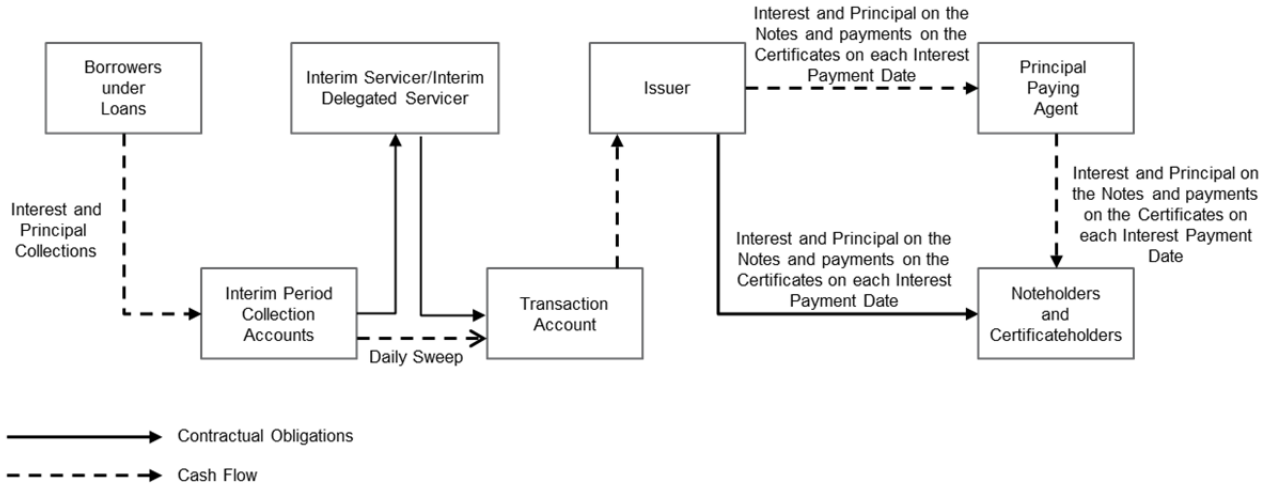 Borrowers
under
Loans
Interim Servicer/Interim
Delegated Servicer
Issuer
Interest and Principal on the
Notes and payments on the
Certificates on each Interest
Payment Date
Principal
Paying
Agent
Interest and
Principal
Collections
Interest and Principal on
the Notes and payments
on the Certificates on
each Interest Payment
Date
Interim Period
Collection
Accounts
Daily Sweep
Transaction
Account
Interest and Principal on the
Notes and payments on the
Certificates on each Interest
Payment Date
Noteholders
and
Certificateholders
Contractual Obligations
Cash Flow